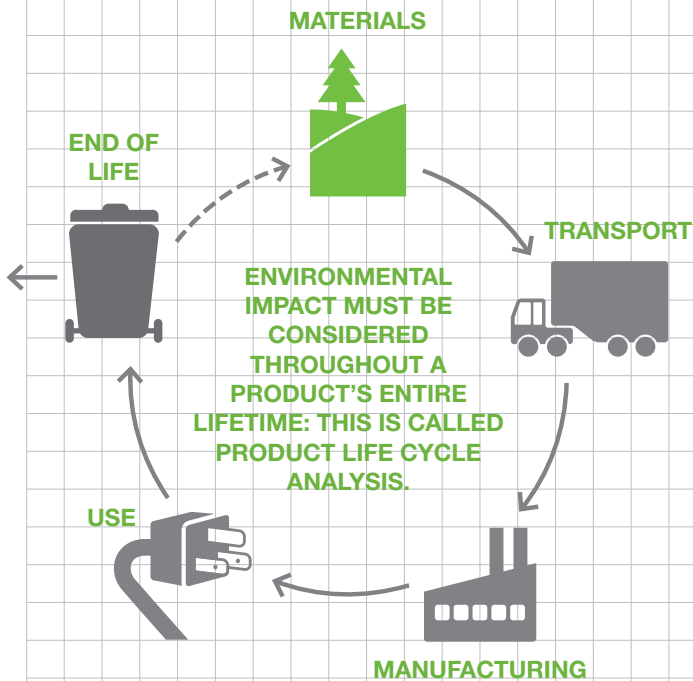 MATERIALS
END OF
LIFE
TRANSPORT
ENVIRONMENTAL
IMPACT MUST BE
CONSIDERED
THROUGHOUT A
PRODUCT’S ENTIRE
LIFETIME: THIS IS CALLED
PRODUCT LIFE CYCLE
ANALYSIS.
USE
MANUFACTURING